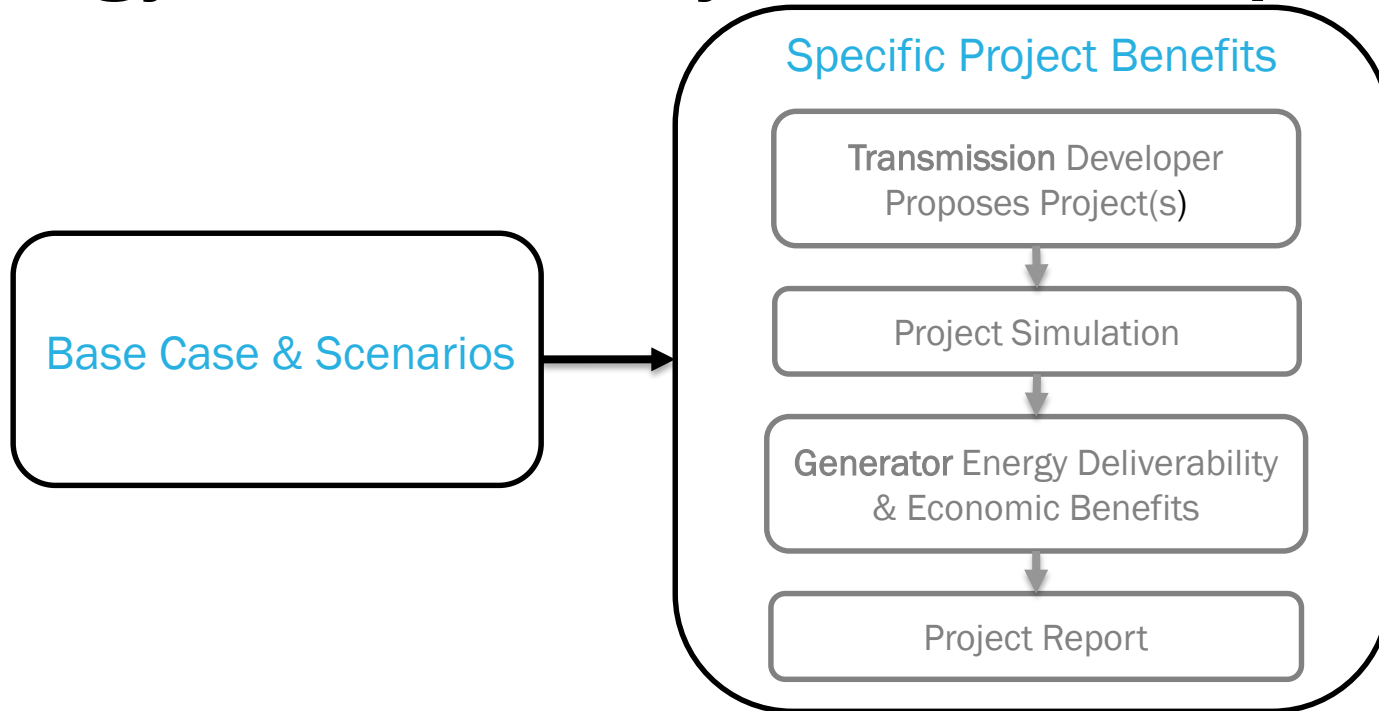 Specific Project Benefits
Transmission Developer
Proposes Project(s)
Base Case & Scenarios
Project Simulation
Generator Energy Deliverability
& Economic Benefits
Project Report